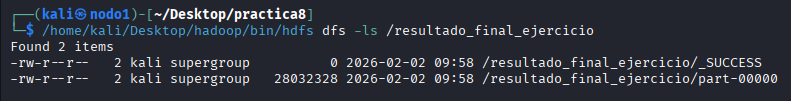 ┌──(kali㉿nodo1)-[~/Desktop/practica8]
└─$ /home/kali/Desktop/hadoop/bin/hdfs dfs -ls /resultado_final_ejercicio
Found 2 items
-rw-r--r--   2 kali supergroup          0 2026-02-02 09:58 /resultado_final_ejercicio/_SUCCESS
-rw-r--r--   2 kali supergroup   28032328 2026-02-02 09:58 /resultado_final_ejercicio/part-00000